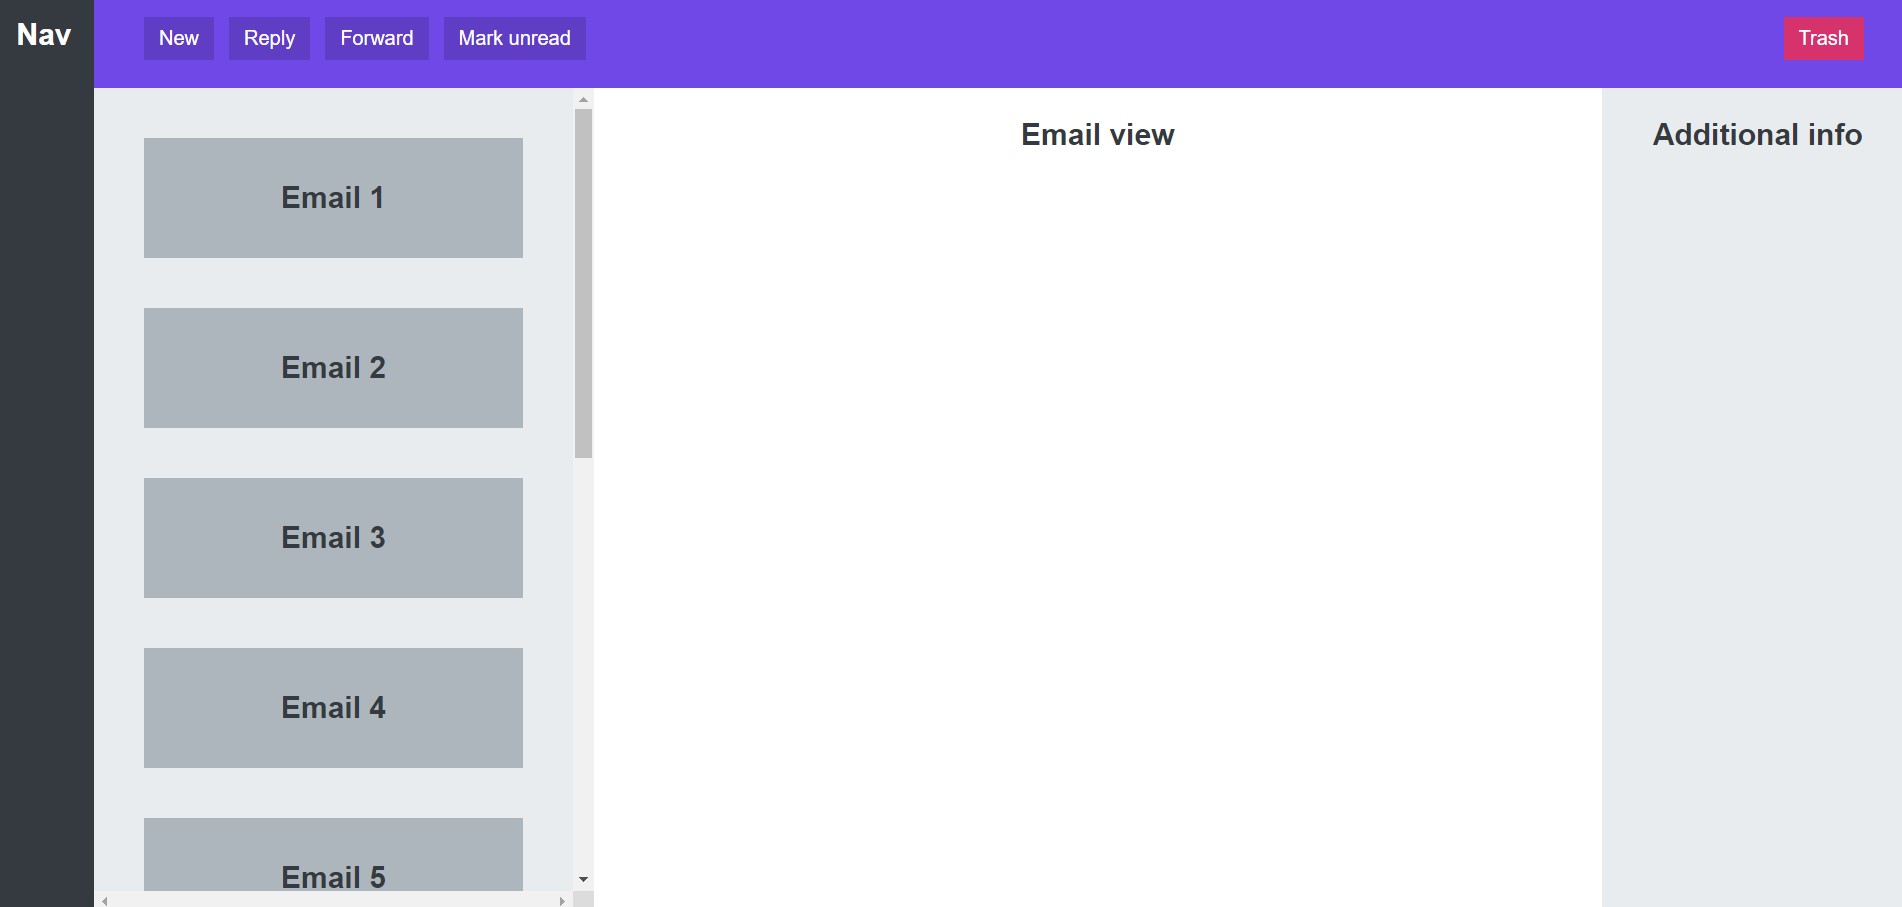 Nav
New
Reply
Forward
Mark unread
Trash
Email 1
Email 2
Email 3
Email 4
Email 5
Email view
Additional info